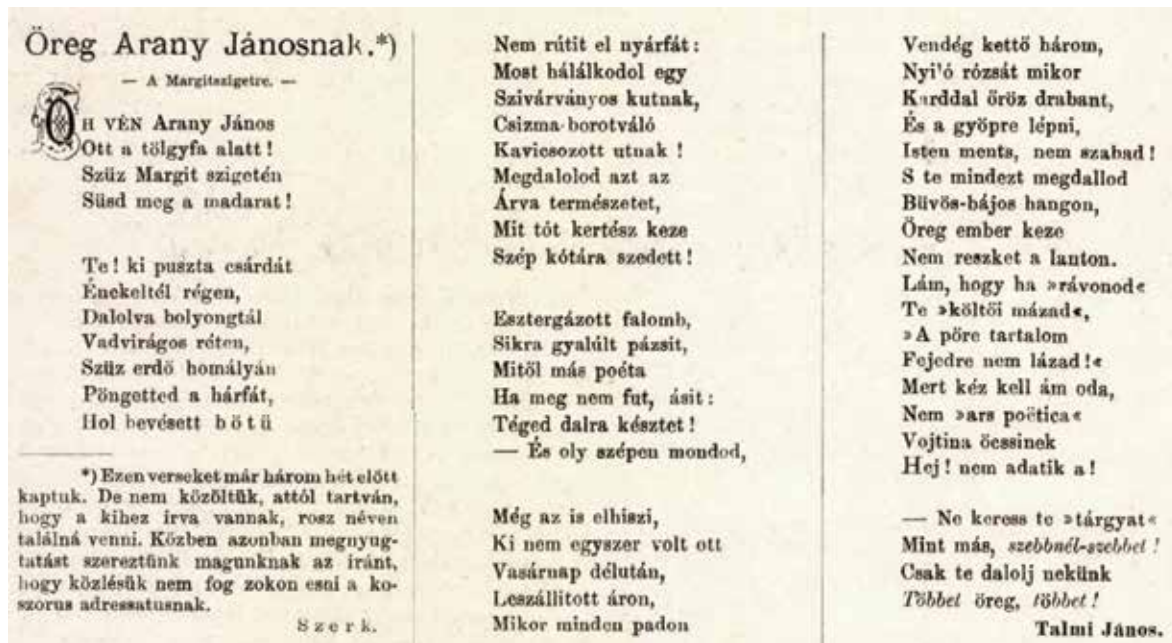 Öreg Arany Jánosnak.*)
— A Margitszigetre. —
ÓH VÉN Arany János
Ott a tölgyfa alatt!
Szüz Margit szigetén
Süsd meg a madarat!
Te! ki puszta csárdát
Énekeltél régen,
Dalolva bolyongtál
Vadvirágos réten,
Szüz erdő homályán
Pöngetted a hárfát,
Hol bevésett bötü
*) Ezen verseket már három hét előtt
kaptuk. De nem közöltük, attól tartván,
hogy a kihez irva vannak, rosz néven
találná venni. Közben azonban megnyug-
tatást szereztünk magunknak az iránt,
hogy közlésük nem fog zokon esni a ko-
szorus adressatusnak.
Szerk.
Nem rútit el nyárfát:
Most hálálkodol egy
Szivárványos kutnak,
Csizma-borotváló
Kavicsozott utnak!
Megdalolod azt az
Árva természetet,
Mit tót kertész keze
Szép kótára szedett!
Esztergázott falomb,
Sikra gyalúlt pázsit,
Mitől más poéta
Ha meg nem fut, ásit:
Téged dalra késztet!
— És oly szépen mondod,
Még az is elhiszi,
Ki nem egyszer volt ott
Vasárnap délután,
Leszállitott áron,
Mikor minden padon
Vendég kettő három,
Nyi'ó rózsát mikor
Karddal őröz drabant,
És a gyöpre lépni,
Isten ments, nem szabad!
S te mindezt megdallod
Büvös-bájos hangon,
Öreg ember keze
Nem reszket a lanton.
Lám, hogy ha »rávonod«
Te »költői mázad«,
»A pőre tartalom
Fejedre nem lázad!«
Mert kéz kell ám oda,
Nem »ars poëtica«
Vojtina öcssinek
Hej! nem adatik a!
— Ne keress te »tárgyat«
Mint más, szebbnél-szebbet!
Csak te dalolj nekünk
Többet öreg, többet!
Talmi János.